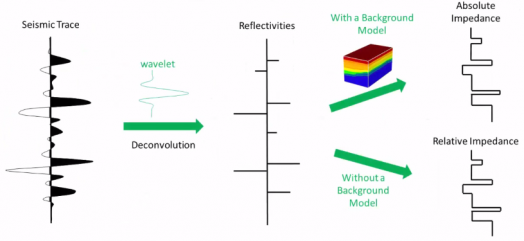 Seismic Trace
wavelet
Deconvolution
Reflectivities
With a Background
Model
Absolute
Impedance
Without a
Background
Model
Relative Impedance